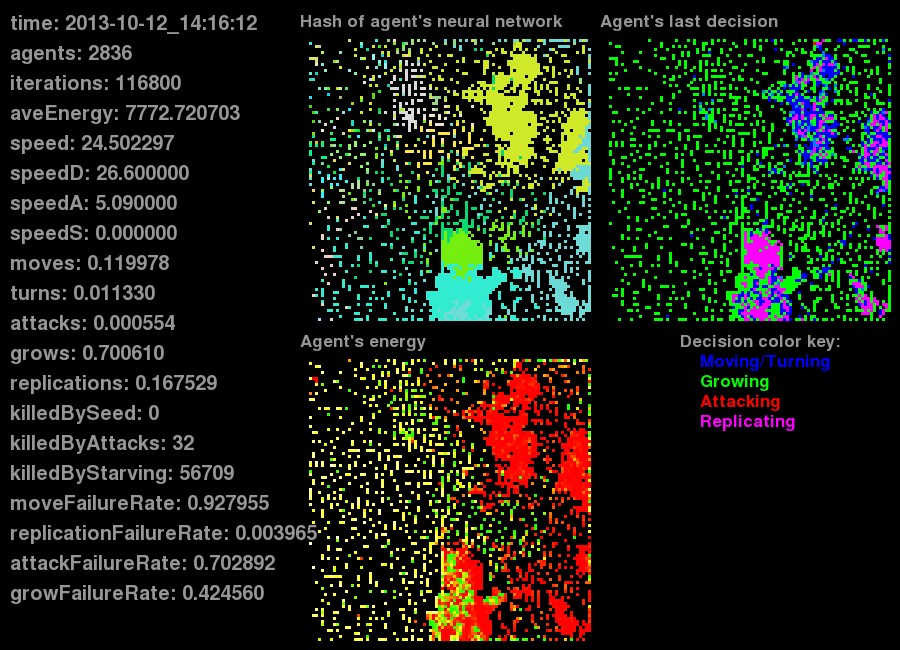 time: 2013-10-12_14:16:12
agents: 2836
iterations: 116800
aveEnergy: 7772.720703
speed: 24.502297
speedD: 26.600000
speedA: 5.090000
speedS: 0.000000
moves: 0.119978
turns: 0.011330
attacks: 0.000554
grows: 0.700610
replications: 0.167529
killedBySeed: 0
killedByAttacks: 32
killedByStarving: 56709
moveFailureRate: 0.927955
replicationFailureRate: 0.003965
attackFailureRate: 0.702892
growFailureRate: 0.424560
Hash of agent's neural network
Agent's last decision
Agent's energy
Decision color key:
Moving/Turning
Growing
Attacking
Replicating